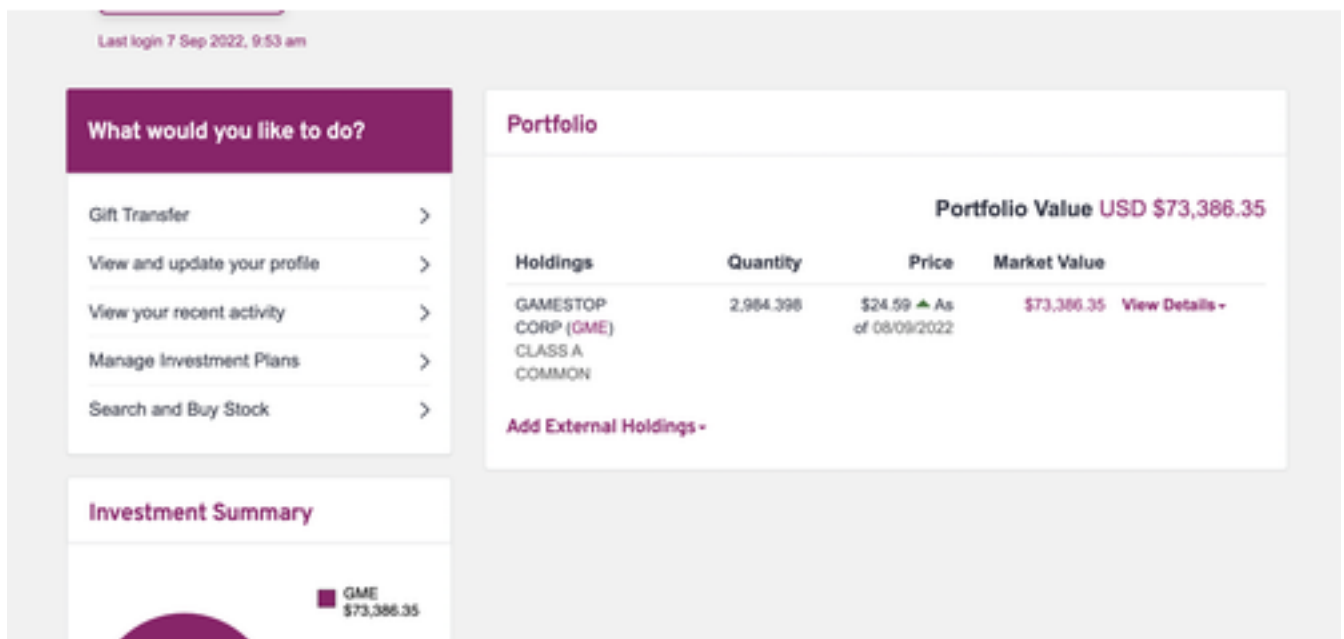 Last login 7 Sep 2022, 9:53 am
What would you like to do?
Gift Transfer
View and update your profile
View your recent activity
Manage Investment Plans
Search and Buy Stock
Portfolio
Portfolio Value USD $73,386.35
Holdings Quantity Price Market Value
GAMESTOP 2,984.398 $24.59 ▲ As $73,386.35 View Details
CORP (GME) of 08/09/2022
CLASS A
COMMON
Add External Holdings
Investment Summary
GME
$73,386.35